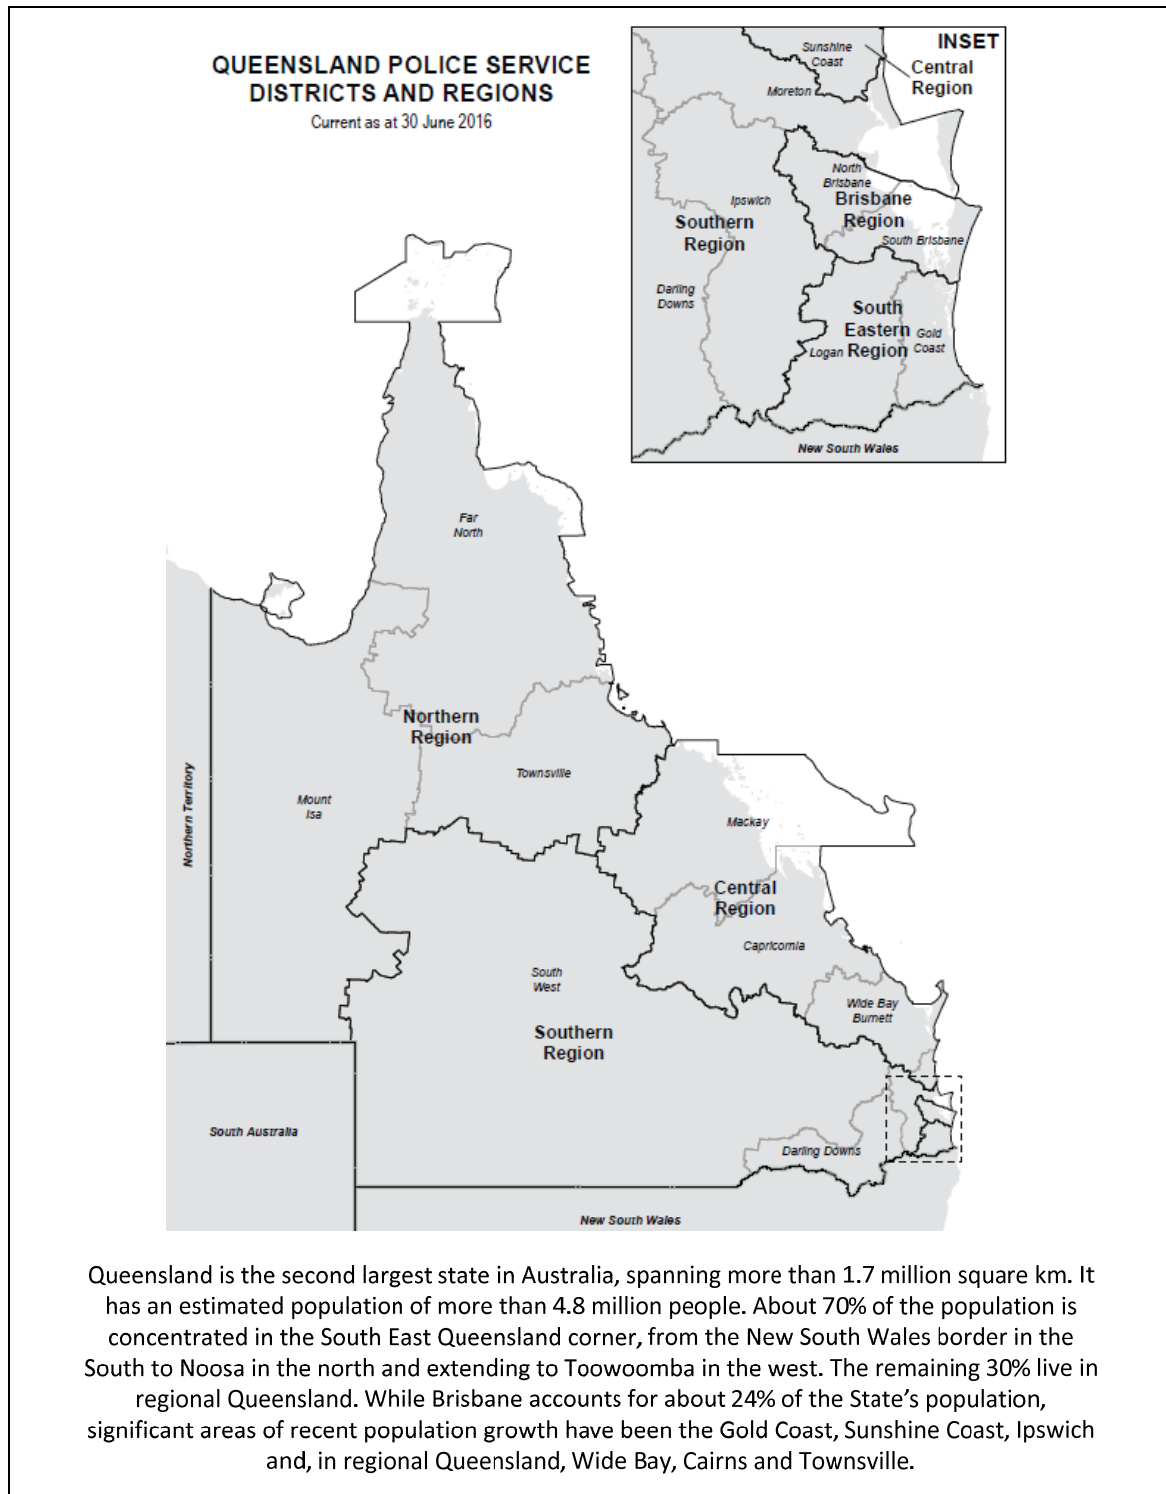 QUEENSLAND POLICE SERVICE
DISTRICTS AND REGIONS
Current as at 30 June 2016
INSET
Sunshine
Coast
Central
Region
Moreton
North
Brisbane
Brisbane
Region
Ipswich
Southern
Region
South Brisbane
Darling
Downs
South
Eastern
Region
Gold
Coast
Logan
New South Wales
Far
North
Northern
Region
Townsville
Mount
Isa
Northern Territory
Mackay
Central
Region
Capricornia
South
West
Wide Bay
Burnett
Southern
Region
South Australia
Darling Downs
New South Wales
Queensland is the second largest state in Australia, spanning more than 1.7 million square km. It
has an estimated population of more than 4.8 million people. About 70% of the population is
concentrated in the South East Queensland corner, from the New South Wales border in the
South to Noosa in the north and extending to Toowoomba in the west. The remaining 30% live in
regional Queensland. While Brisbane accounts for about 24% of the State’s population,
significant areas of recent population growth have been the Gold Coast, Sunshine Coast, Ipswich
and, in regional Queensland, Wide Bay, Cairns and Townsville.